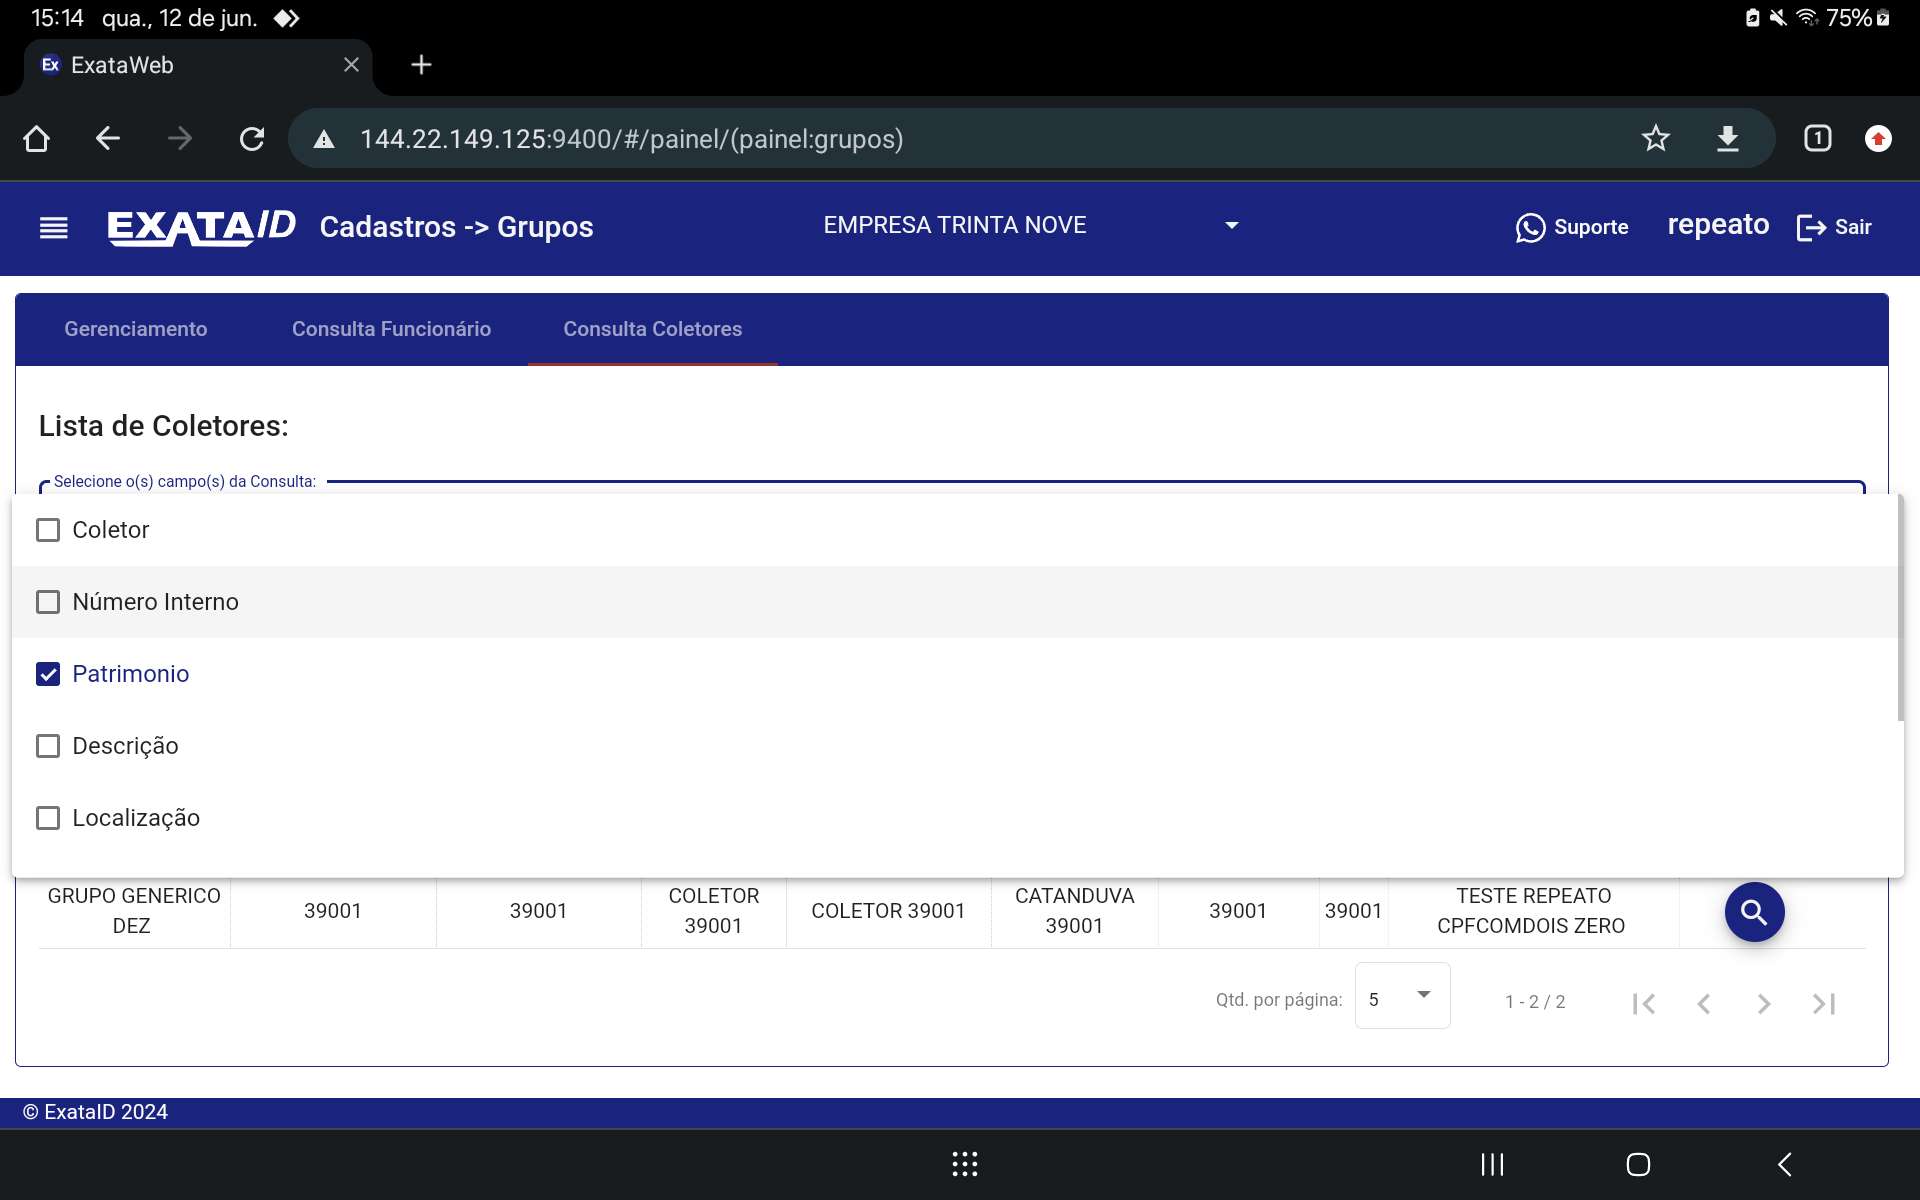 15:14 qua., 12 de jun.
75%
Ex ExataWeb
144.22.149.125:9400/#/painel/(painel:grupos)
1
EXATAID Cadastros -> Grupos EMPRESA TRINTA NOVE Suporte repeato Sair
Gerenciamento Consulta Funcionário Consulta Coletores
Lista de Coletores:
Selecione o(s) campo(s) da Consulta:
Coletor
Número Interno
Patrimonio
Descrição
Localização
GRUPO GENERICO DEZ 39001 39001 COLETOR 39001 COLETOR 39001 CATANDUVA 39001 39001 39001 TESTE REPEATO CPFCOMDOIS ZERO
Qtd. por página: 5 1 - 2 / 2
© ExataID 2024